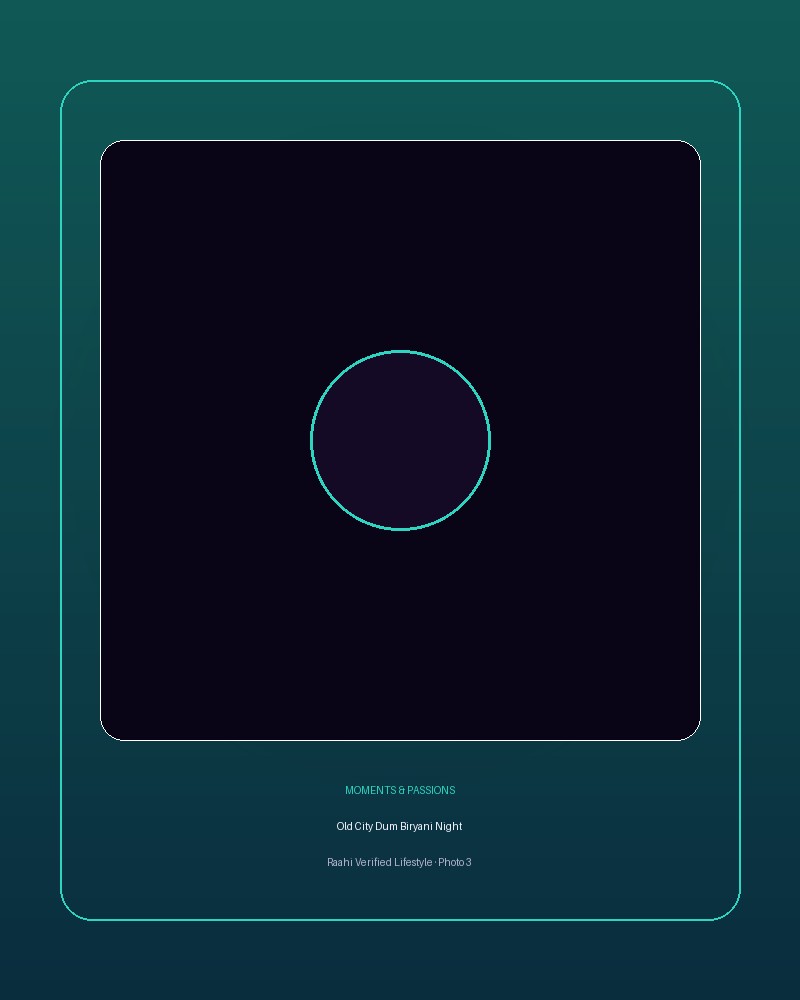 MOMENTS & PASSIONS
Old City Dum Biryani Night
Raahi Verified Lifestyle · Photo 3